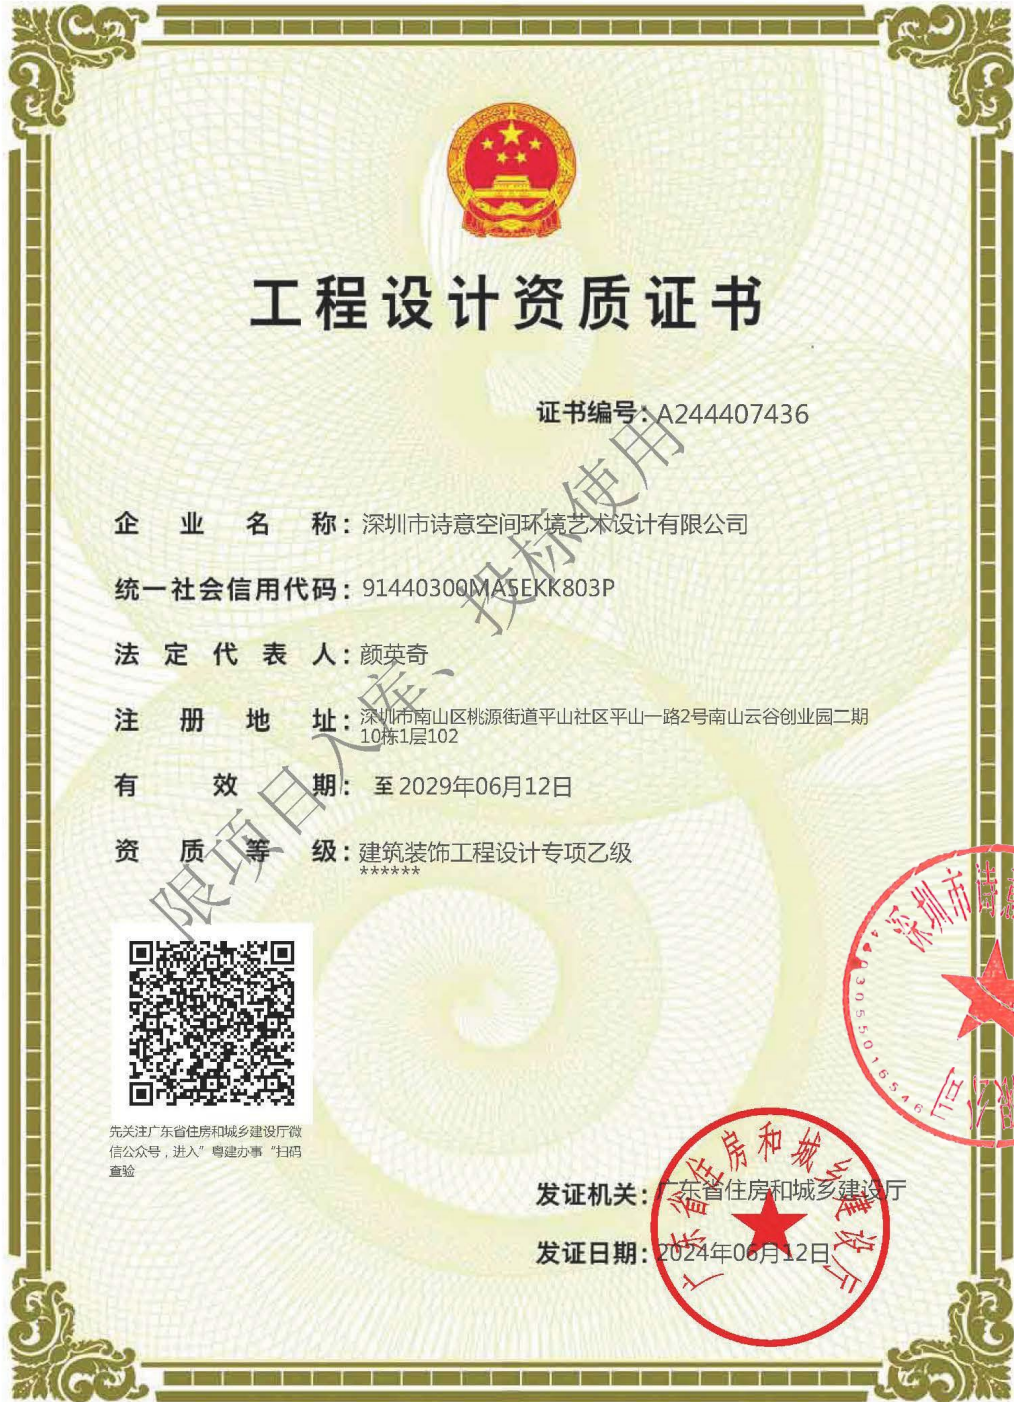 工程设计资质证书
证书编号：A244407436
企业名称：深圳市诗意空间环境艺术设计有限公司
统一社会信用代码：91440300MA5EKK803P
法定代表人：颜英奇
注册地址：深圳市南山区桃源街道平山社区平山一路2号南山云谷创业园二期
10栋1层102
有效期：至2029年06月12日
资质等级：建筑装饰工程设计专项乙级
******
限项目入库、投标使用
先关注广东省住房和城乡建设厅微
信公众号，进入”粤建办事“扫码
查验
发证机关：广东省住房和城乡建设厅
发证日期：2024年06月12日
广东省住房和城乡建设厅
深圳市诗意
公司
4403055016546